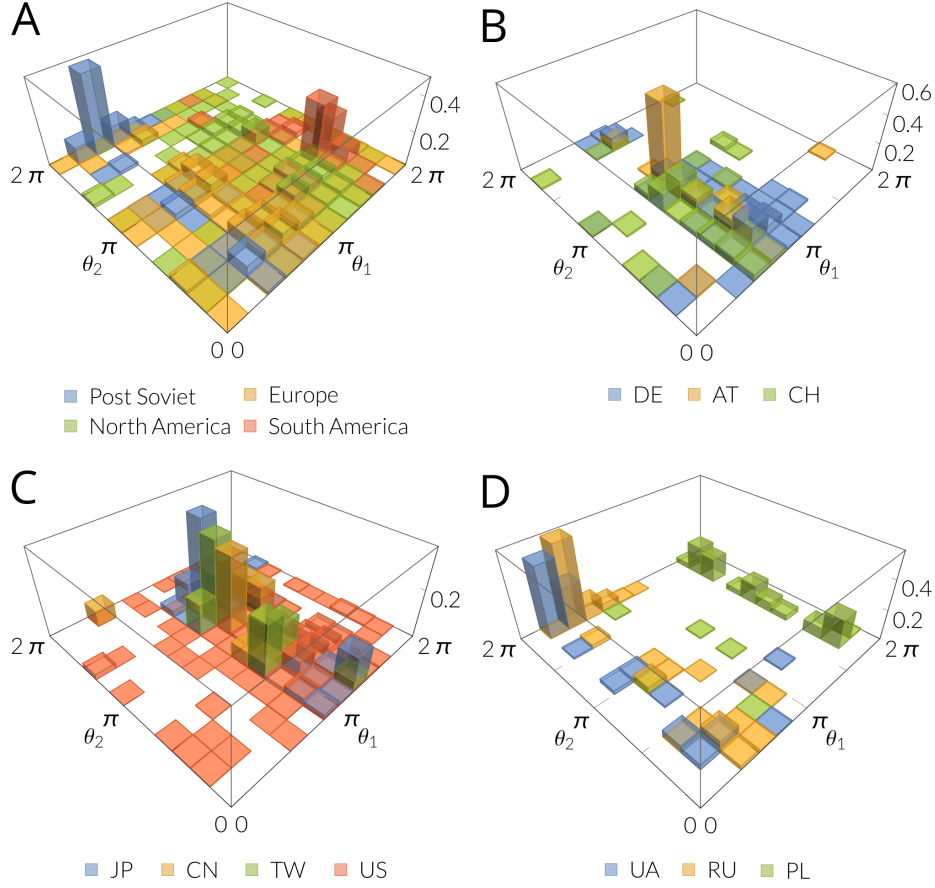 A
0.4
0.2
2 π
2 π
π
θ2
π
θ1
0 0
Post Soviet
Europe
North America
South America
B
0.6
0.4
0.2
2 π
2 π
π
θ2
π
θ1
0 0
DE AT CH
C
0.2
2 π
2 π
π
θ2
π
θ1
0 0
JP CN TW US
D
0.4
0.2
2 π
2 π
π
θ2
π
θ1
0 0
UA RU PL